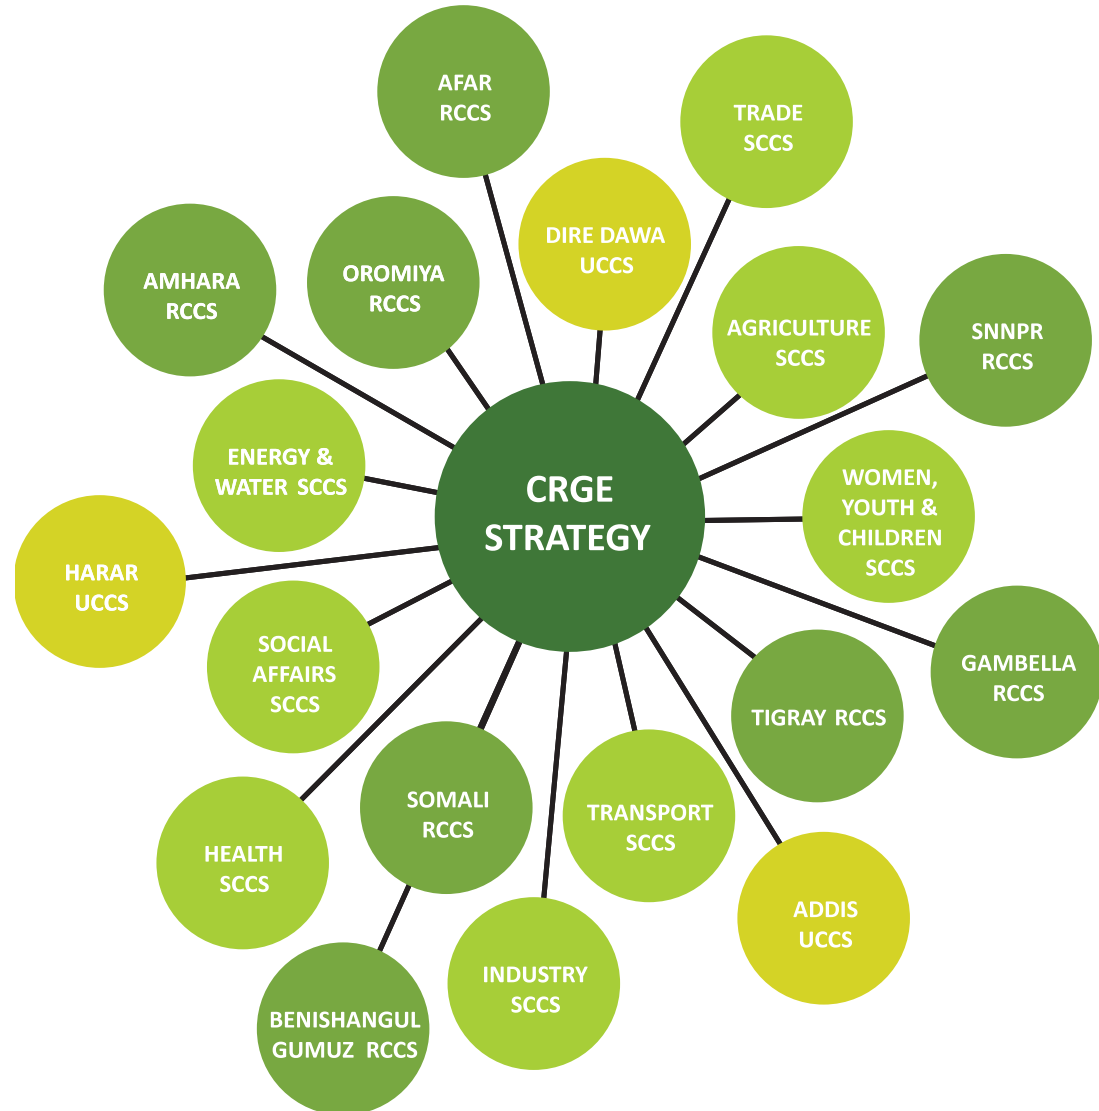 AFAR
RCCS
TRADE
SCCS
DIRE DAWA
UCCS
AMHARA
RCCS
OROMIYA
RCCS
AGRICULTURE
SCCS
SNNPR
RCCS
ENERGY &
WATER SCCS
CRGE
STRATEGY
WOMEN,
YOUTH &
CHILDREN
SCCS
HARAR
UCCS
SOCIAL
AFFAIRS
SCCS
GAMBELLA
RCCS
TIGRAY RCCS
SOMALI
RCCS
TRANSPORT
SCCS
HEALTH
SCCS
ADDIS
UCCS
INDUSTRY
SCCS
BENISHANGUL
GUMUZ RCCS